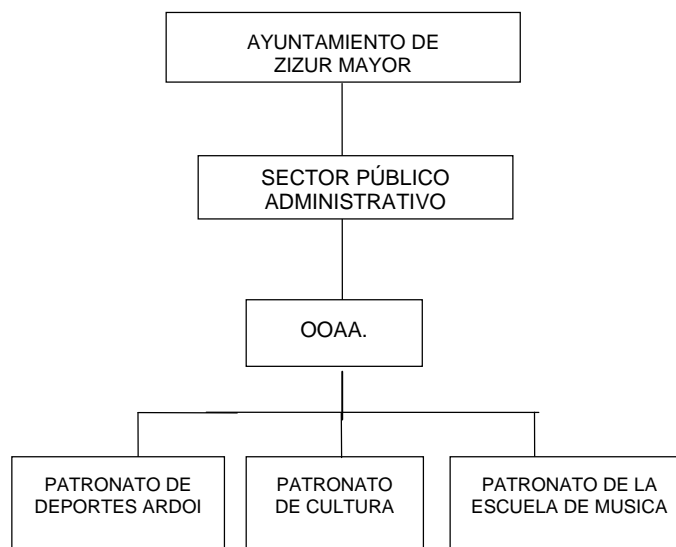 AYUNTAMIENTO DE
ZIZUR MAYOR
SECTOR PÚBLICO
ADMINISTRATIVO
OOAA.
PATRONATO DE
DEPORTES ARDOI
PATRONATO
DE CULTURA
PATRONATO DE LA
ESCUELA DE MUSICA